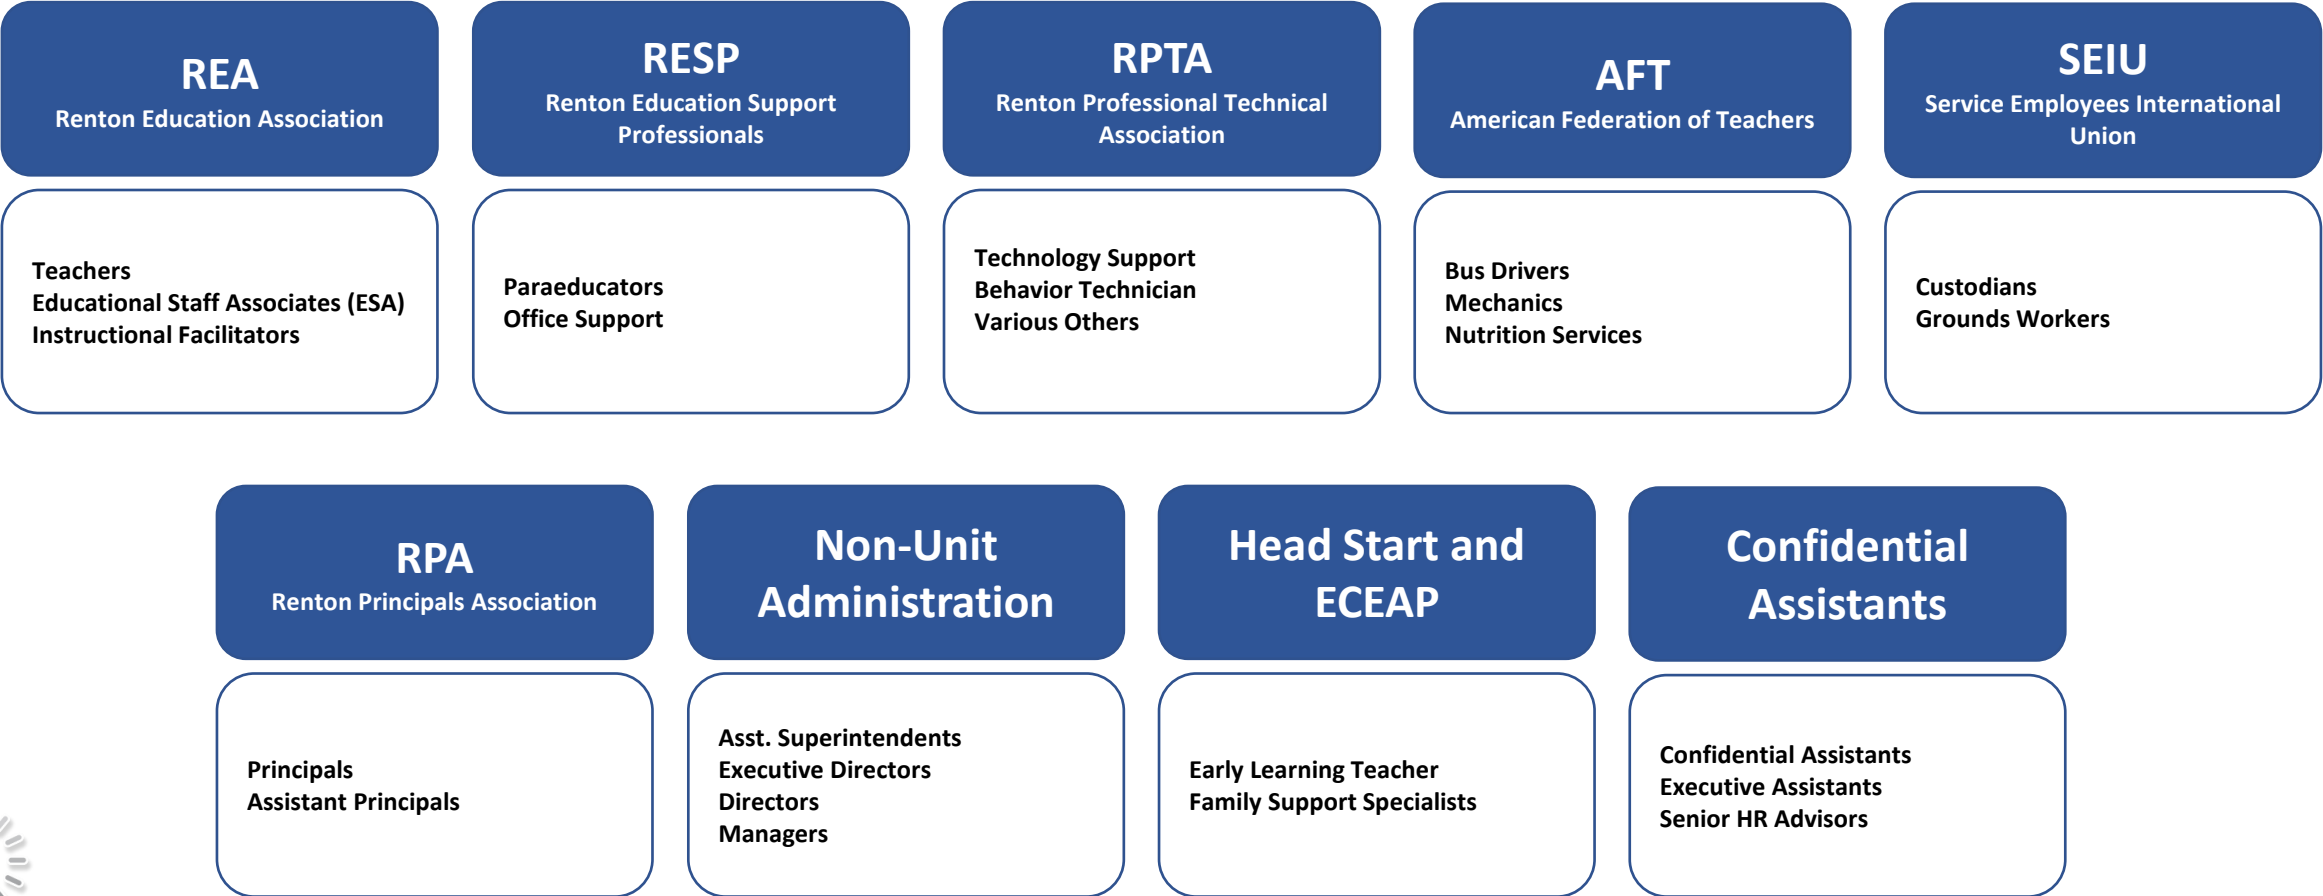 REA
Renton Education Association
Teachers
Educational Staff Associates (ESA)
Instructional Facilitators
RESP
Renton Education Support
Professionals
Paraeducators
Office Support
RPTA
Renton Professional Technical
Association
Technology Support
Behavior Technician
Various Others
AFT
American Federation of Teachers
Bus Drivers
Mechanics
Nutrition Services
SEIU
Service Employees International
Union
Custodians
Grounds Workers
RPA
Renton Principals Association
Principals
Assistant Principals
Non-Unit
Administration
Asst. Superintendents
Executive Directors
Directors
Managers
Head Start and
ECEAP
Early Learning Teacher
Family Support Specialists
Confidential
Assistants
Confidential Assistants
Executive Assistants
Senior HR Advisors